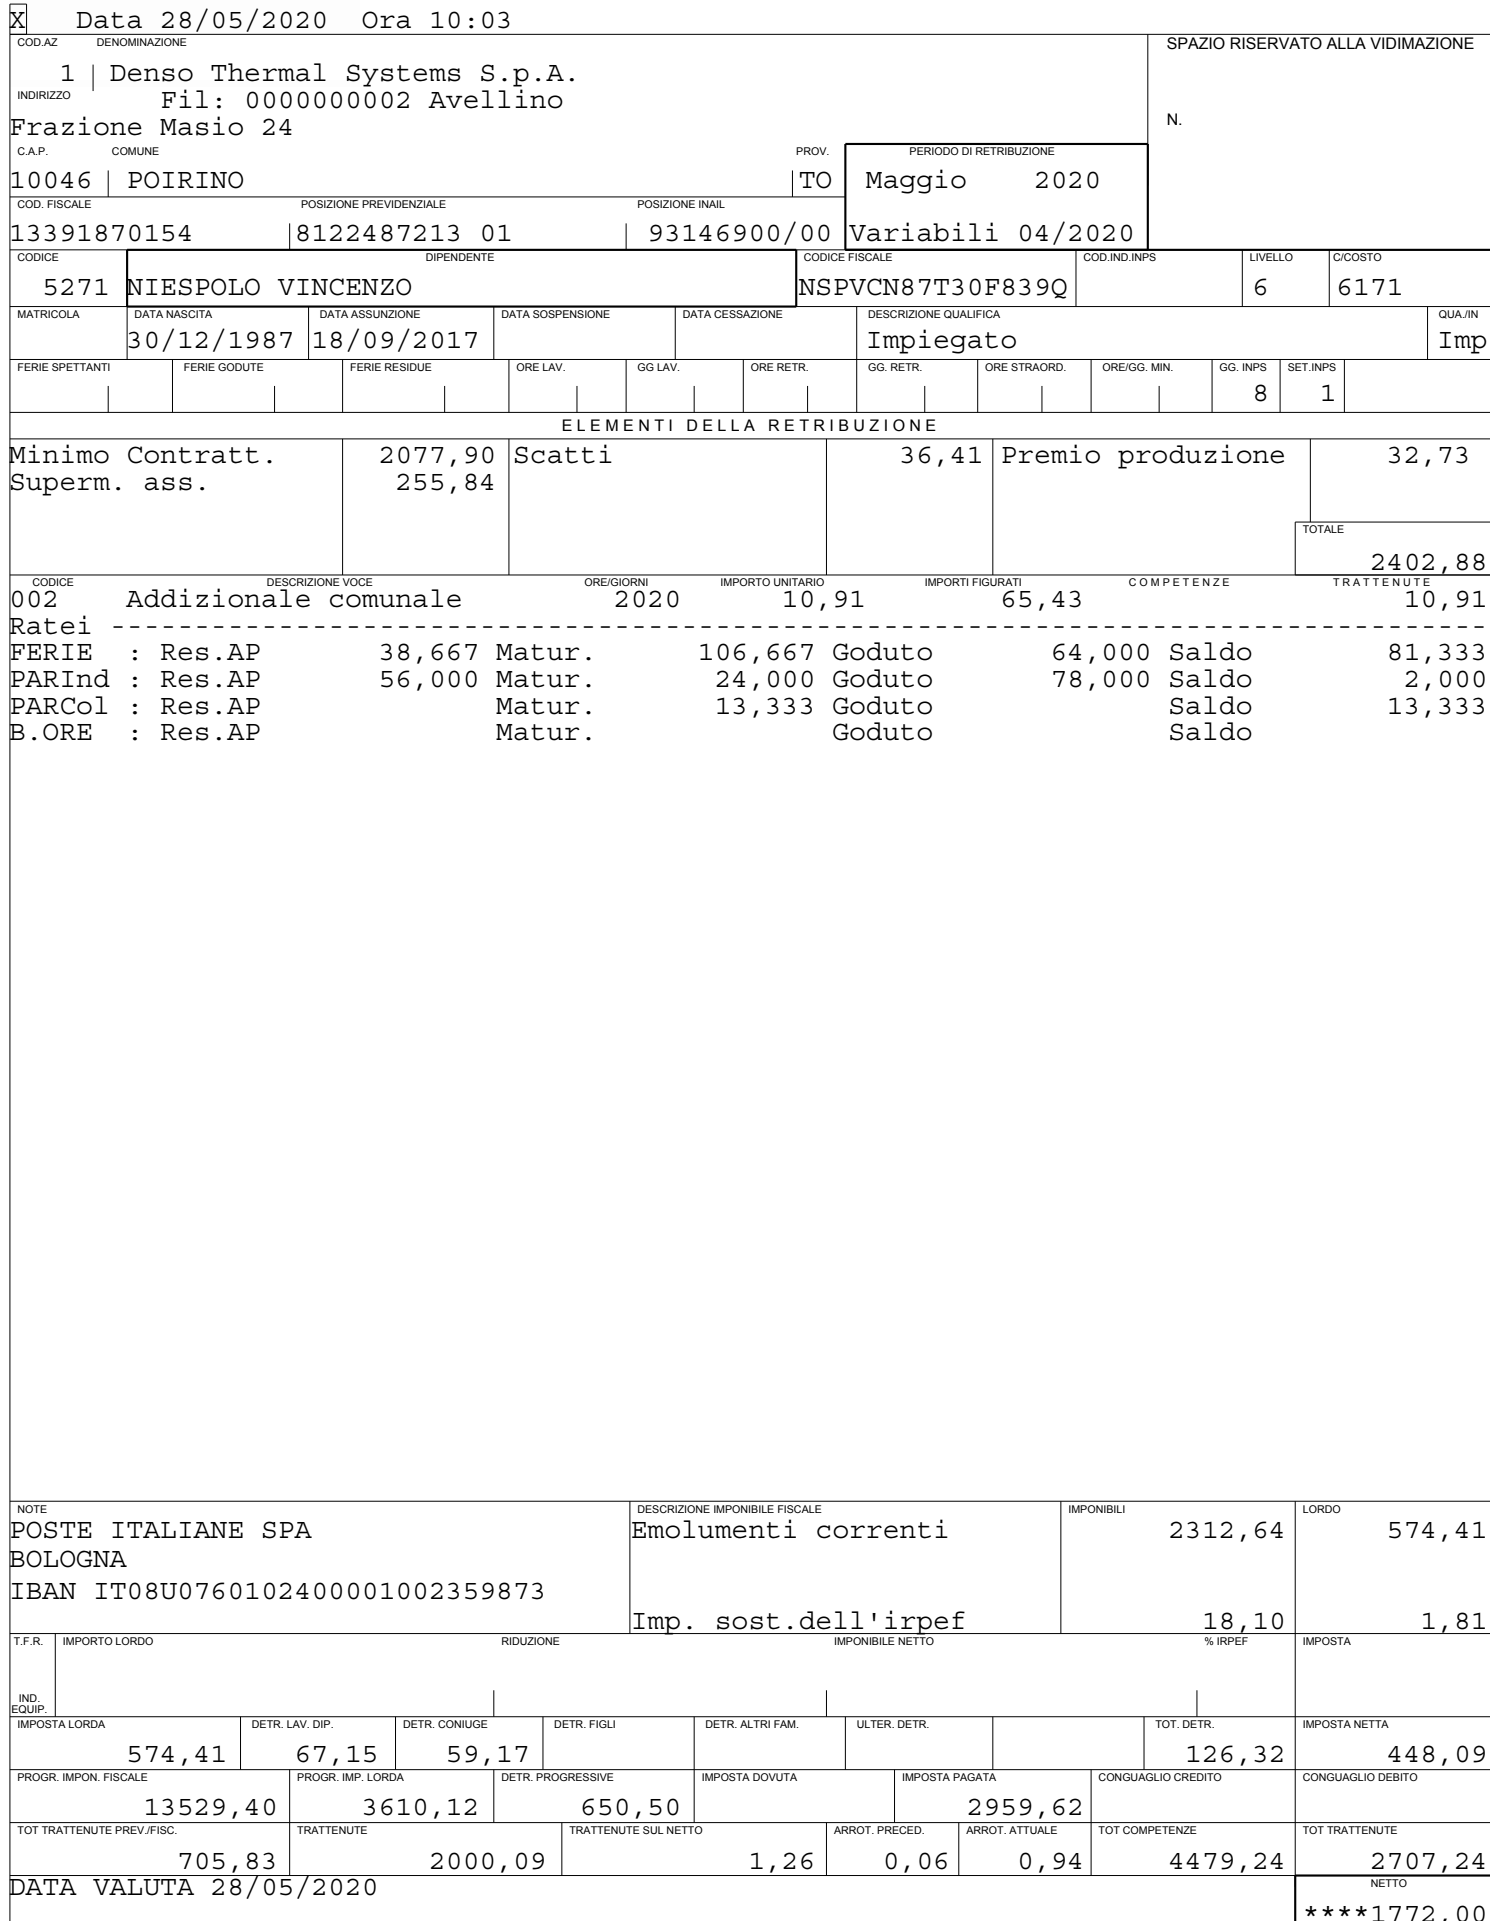 X Data 28/05/2020 Ora 10:03
COD.AZ DENOMINAZIONE SPAZIO RISERVATO ALLA VIDIMAZIONE
1 | Denso Thermal Systems S.p.A.
INDIRIZZO Fil: 0000000002 Avellino
Frazione Masio 24 N.
C.A.P. COMUNE PROV. PERIODO DI RETRIBUZIONE
10046 | POIRINO |TO Maggio 2020
COD. FISCALE POSIZIONE PREVIDENZIALE POSIZIONE INAIL
13391870154 |8122487213 01 | 93146900/00 Variabili 04/2020
CODICE DIPENDENTE CODICE FISCALE COD.IND.INPS LIVELLO C/COSTO
5271 NIESPOLO VINCENZO NSPVCN87T30F839Q 6 6171
MATRICOLA DATA NASCITA DATA ASSUNZIONE DATA SOSPENSIONE DATA CESSAZIONE DESCRIZIONE QUALIFICA QUA./IN
30/12/1987 18/09/2017 Impiegato Imp
FERIE SPETTANTI FERIE GODUTE FERIE RESIDUE ORE LAV. GG LAV. ORE RETR. GG. RETR. ORE STRAORD. ORE/GG. MIN. GG. INPS SET.INPS
8 1
ELEMENTI DELLA RETRIBUZIONE
Minimo Contratt. 2077,90 Scatti 36,41 Premio produzione 32,73
Superm. ass. 255,84
TOTALE
2402,88
CODICE DESCRIZIONE VOCE ORE/GIORNI IMPORTO UNITARIO IMPORTI FIGURATI COMPETENZE TRATTENUTE
002 Addizionale comunale 2020 10,91 65,43 10,91
Ratei ----------------------------------------------------------------------------------
FERIE : Res.AP 38,667 Matur. 106,667 Goduto 64,000 Saldo 81,333
PARInd : Res.AP 56,000 Matur. 24,000 Goduto 78,000 Saldo 2,000
PARCol : Res.AP Matur. 13,333 Goduto Saldo 13,333
B.ORE : Res.AP Matur. Goduto Saldo
NOTE DESCRIZIONE IMPONIBILE FISCALE IMPONIBILI LORDO
POSTE ITALIANE SPA Emolumenti correnti 2312,64 574,41
BOLOGNA
IBAN IT08U0760102400001002359873
Imp. sost.dell'irpef 18,10 1,81
T.F.R. IMPORTO LORDO RIDUZIONE IMPONIBILE NETTO % IRPEF IMPOSTA
IND.
EQUIP.
IMPOSTA LORDA DETR. LAV. DIP. DETR. CONIUGE DETR. FIGLI DETR. ALTRI FAM. ULTER. DETR. TOT. DETR. IMPOSTA NETTA
574,41 67,15 59,17 126,32 448,09
PROGR. IMPON. FISCALE PROGR. IMP. LORDA DETR. PROGRESSIVE IMPOSTA DOVUTA IMPOSTA PAGATA CONGUAGLIO CREDITO CONGUAGLIO DEBITO
13529,40 3610,12 650,50 2959,62
TOT TRATTENUTE PREV./FISC. TRATTENUTE TRATTENUTE SUL NETTO ARROT. PRECED. ARROT. ATTUALE TOT COMPETENZE TOT TRATTENUTE
705,83 2000,09 1,26 0,06 0,94 4479,24 2707,24
DATA VALUTA 28/05/2020 NETTO
****1772,00